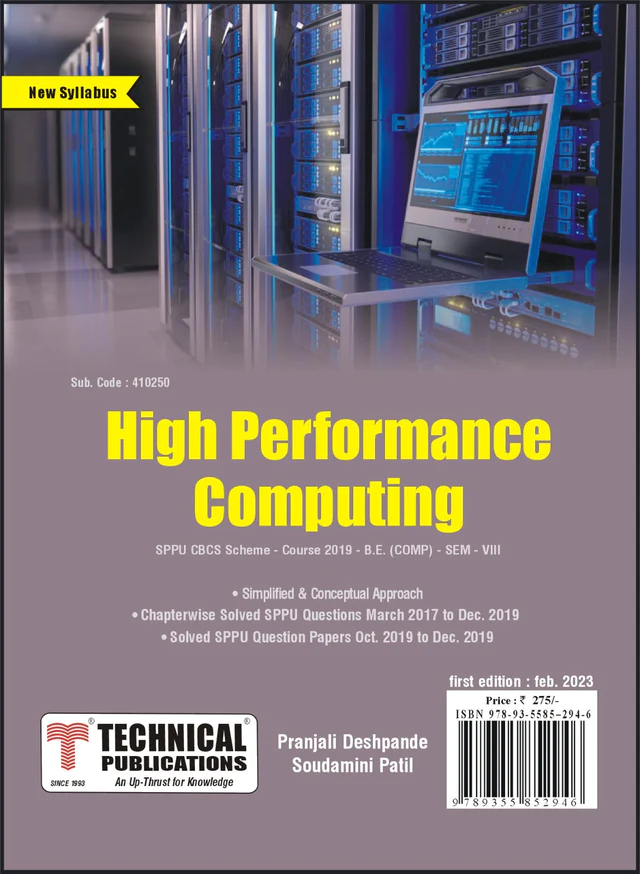 New Syllabus
Sub. Code : 410250
High Performance
Computing
SPPU CBCS Scheme - Course 2019 - B.E. (COMP) - SEM - VIII
• Simplified & Conceptual Approach
• Chapterwise Solved SPPU Questions March 2017 to Dec. 2019
• Solved SPPU Question Papers Oct. 2019 to Dec. 2019
first edition : feb. 2023
Price : ₹ 275/-
ISBN 978-93-5585-294-6
9 789355 852946
® TECHNICAL ®
PUBLICATIONS
SINCE 1993 An Up-Thrust for Knowledge
Pranjali Deshpande
Soudamini Patil